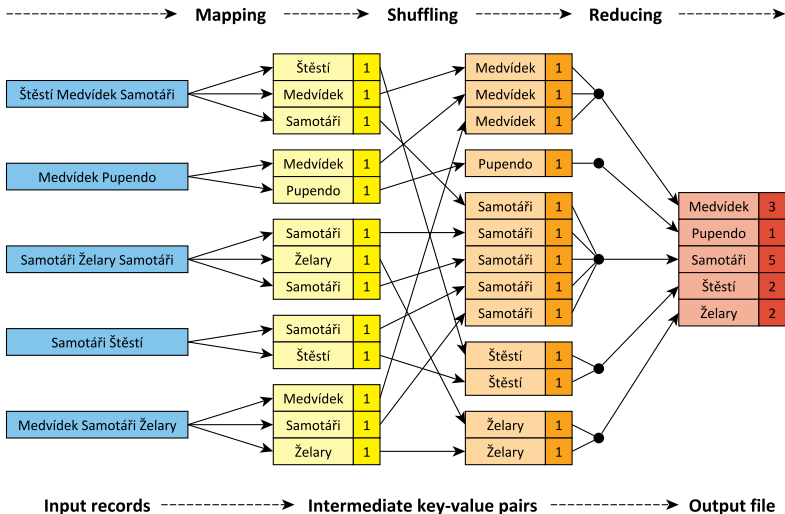 Mapping
Shuffling
Reducing
Štěstí Medvídek Samotáři
Medvídek Pupendo
Samotáři Želary Samotáři
Samotáři Štěstí
Medvídek Samotáři Želary
Štěstí 1
Medvídek 1
Samotáři 1
Medvídek 1
Pupendo 1
Samotáři 1
Želary 1
Samotáři 1
Samotáři 1
Štěstí 1
Medvídek 1
Samotáři 1
Želary 1
Medvídek 1
Medvídek 1
Medvídek 1
Pupendo 1
Samotáři 1
Samotáři 1
Samotáři 1
Samotáři 1
Samotáři 1
Štěstí 1
Štěstí 1
Želary 1
Želary 1
Medvídek 3
Pupendo 1
Samotáři 5
Štěstí 2
Želary 2
Input records
Intermediate key-value pairs
Output file